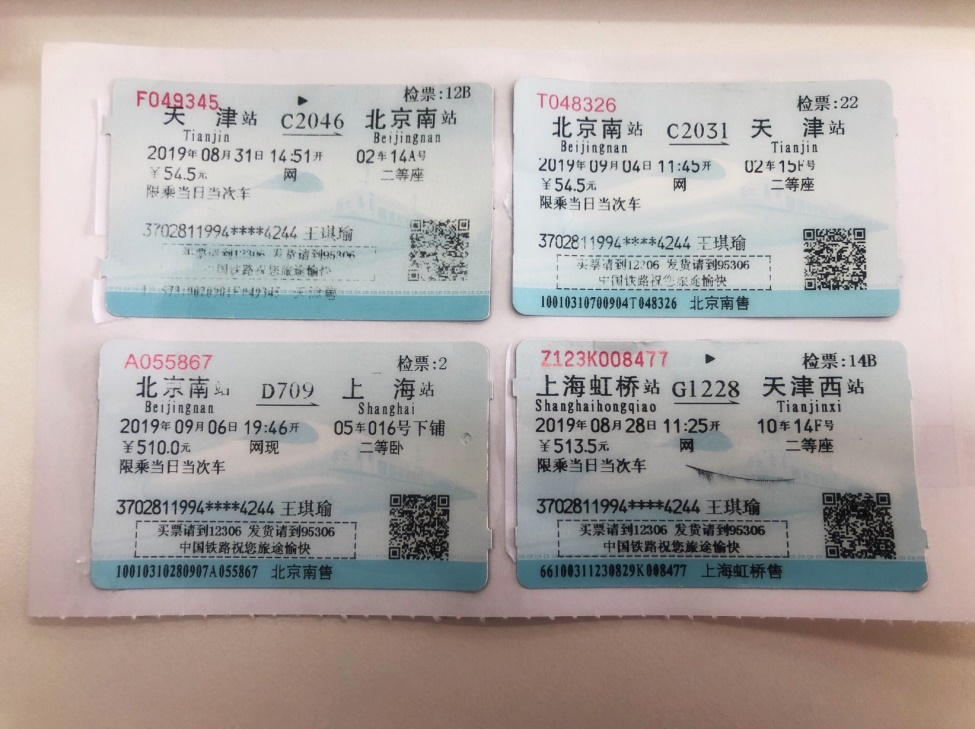 F049345 检票:12B
天津站 C2046 北京南站
Tianjin Beijingnan
2019年08月31日 14:51开 02车14A号
￥54.5元 网 二等座
限乘当日当次车
3702811994****4244 王琪瑜
买票请到12306 发货请到95306
中国铁路祝您旅途愉快
天津售
T048326 检票:22
北京南站 C2031 天津站
Beijingnan Tianjin
2019年09月04日 11:45开 02车15F号
￥54.5元 网 二等座
限乘当日当次车
3702811994****4244 王琪瑜
买票请到12306 发货请到95306
中国铁路祝您旅途愉快
10010310700904T048326 北京南售
A055867 检票:2
北京南站 D709 上海站
Beijingnan Shanghai
2019年09月06日 19:46开 05车016号下铺
￥510.0元 网现 二等卧
限乘当日当次车
3702811994****4244 王琪瑜
买票请到12306 发货请到95306
中国铁路祝您旅途愉快
10010310280907A055867 北京南售
Z123K008477 检票:14B
上海虹桥站 G1228 天津西站
Shanghaihongqiao Tianjinxi
2019年08月28日 11:25开 10车14F号
￥513.5元 网 二等座
限乘当日当次车
3702811994****4244 王琪瑜
买票请到12306 发货请到95306
中国铁路祝您旅途愉快
66100311230829K008477 上海虹桥售